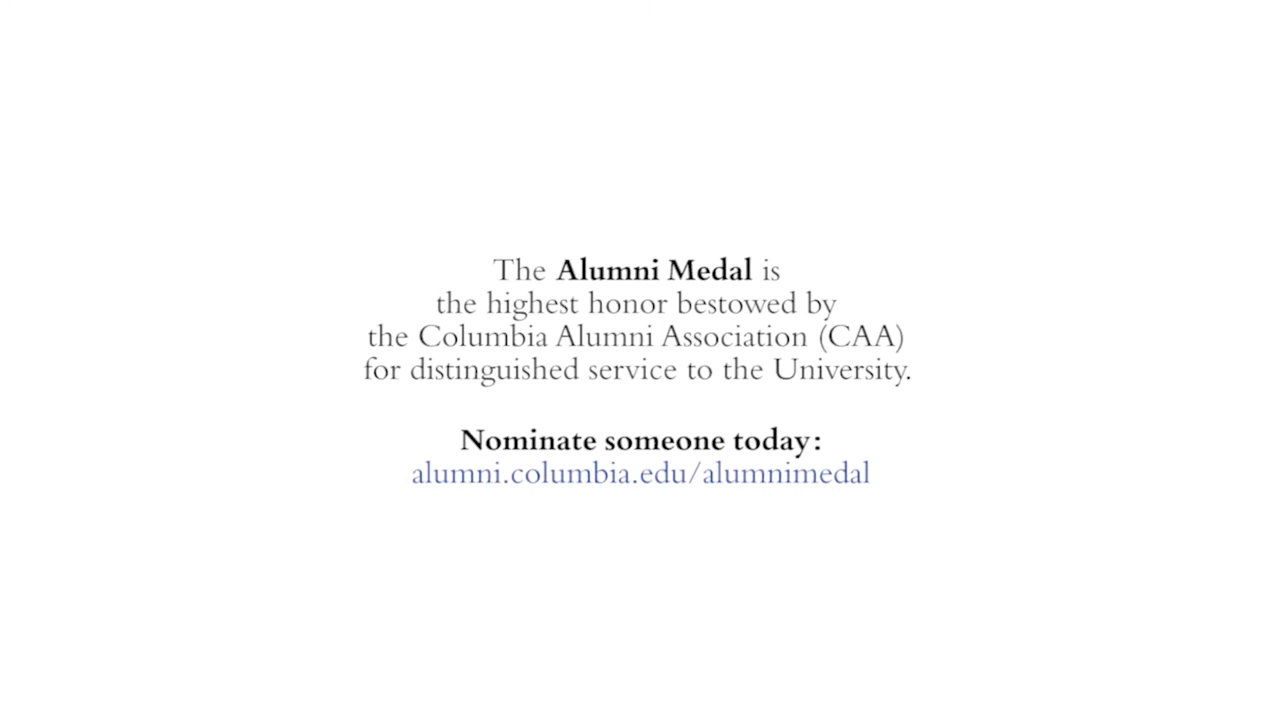 The Alumni Medal is
the highest honor bestowed by
the Columbia Alumni Association (CAA)
for distinguished service to the University.
Nominate someone today:
alumni.columbia.edu/alumnimedal